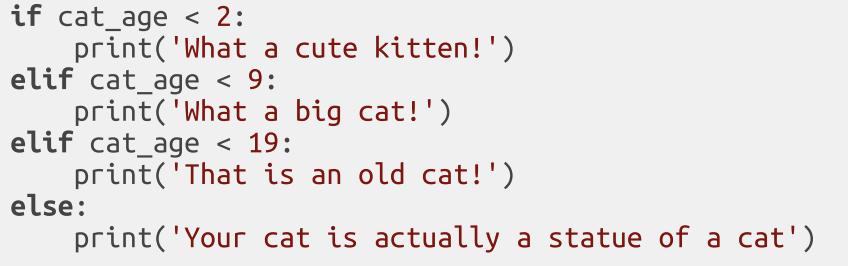 if cat_age < 2:
    print('What a cute kitten!')
elif cat_age < 9:
    print('What a big cat!')
elif cat_age < 19:
    print('That is an old cat!')
else:
    print('Your cat is actually a statue of a cat')